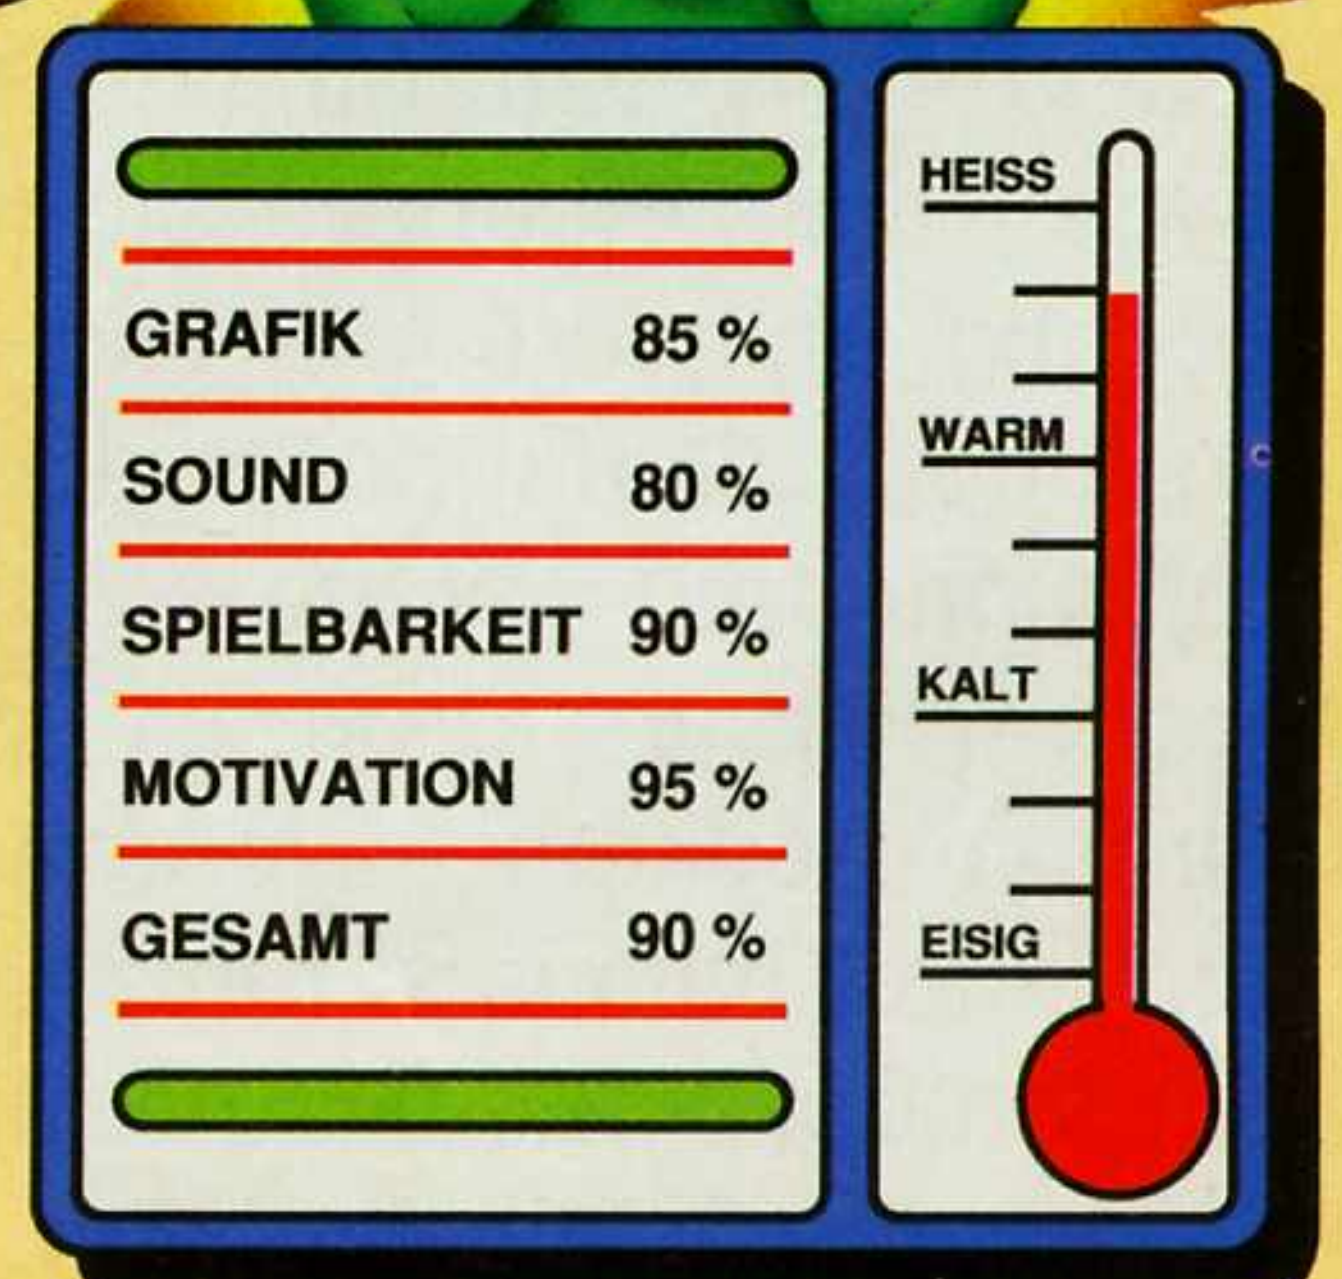 GRAFIK 85 %
SOUND 80 %
SPIELBARKEIT 90 %
MOTIVATION 95 %
GESAMT 90 %
HEISS
WARM
KALT
EISIG